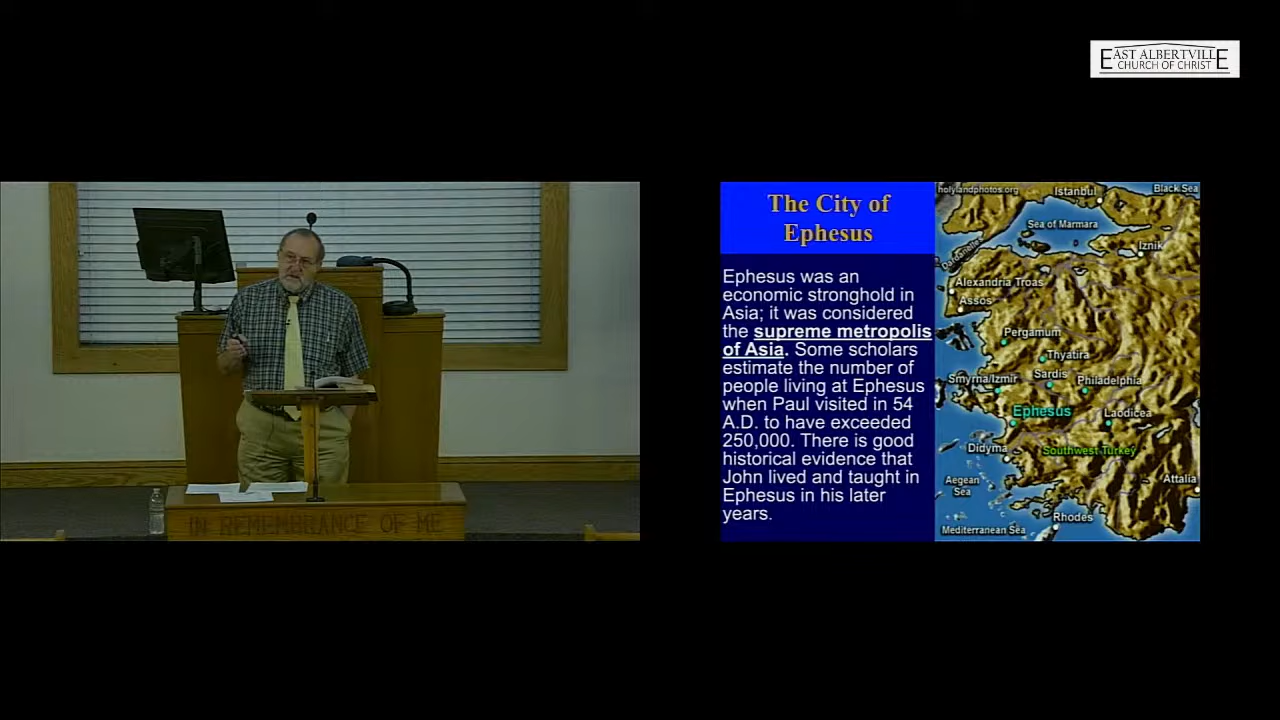 EAST ALBERTVILLE
CHURCH OF CHRIST
IN REMEMBRANCE OF ME
The City of
Ephesus
Ephesus was an
economic stronghold in
Asia; it was considered
the supreme metropolis
of Asia. Some scholars
estimate the number of
people living at Ephesus
when Paul visited in 54
A.D. to have exceeded
250,000. There is good
historical evidence that
John lived and taught in
Ephesus in his later
years.
holylandphotos.org
Istanbul
Black Sea
Sea of Marmara
Iznik
Dardanelles
Alexandria Troas
Assos
Pergamum
Thyatira
Smyrna/Izmir
Sardis
Philadelphia
Ephesus
Laodicea
Didyma
Southwest Turkey
Aegean
Sea
Attalia
Rhodes
Mediterranean Sea